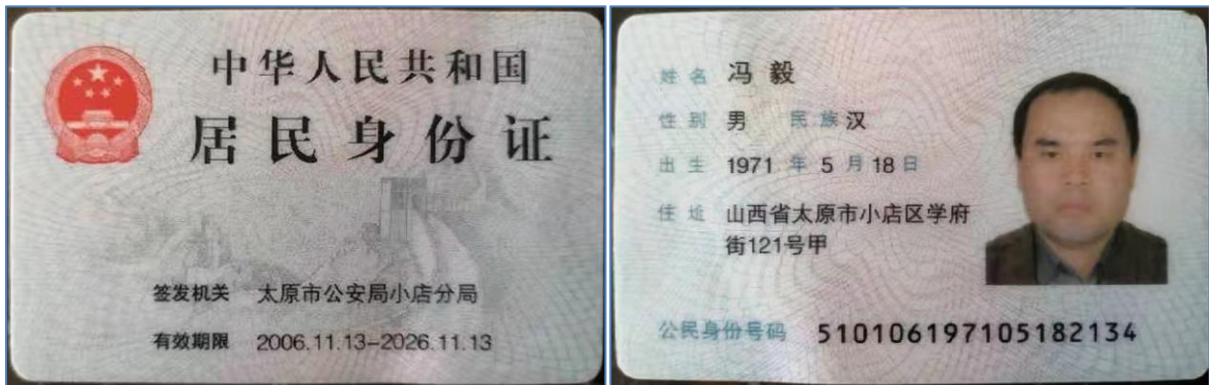 中华人民共和国
居民身份证
签发机关 太原市公安局小店分局
有效期限 2006.11.13-2026.11.13
姓名 冯毅
性别 男 民族 汉
出生 1971 年 5 月 18 日
住址 山西省太原市小店区学府
街121号甲
公民身份号码 510106197105182134